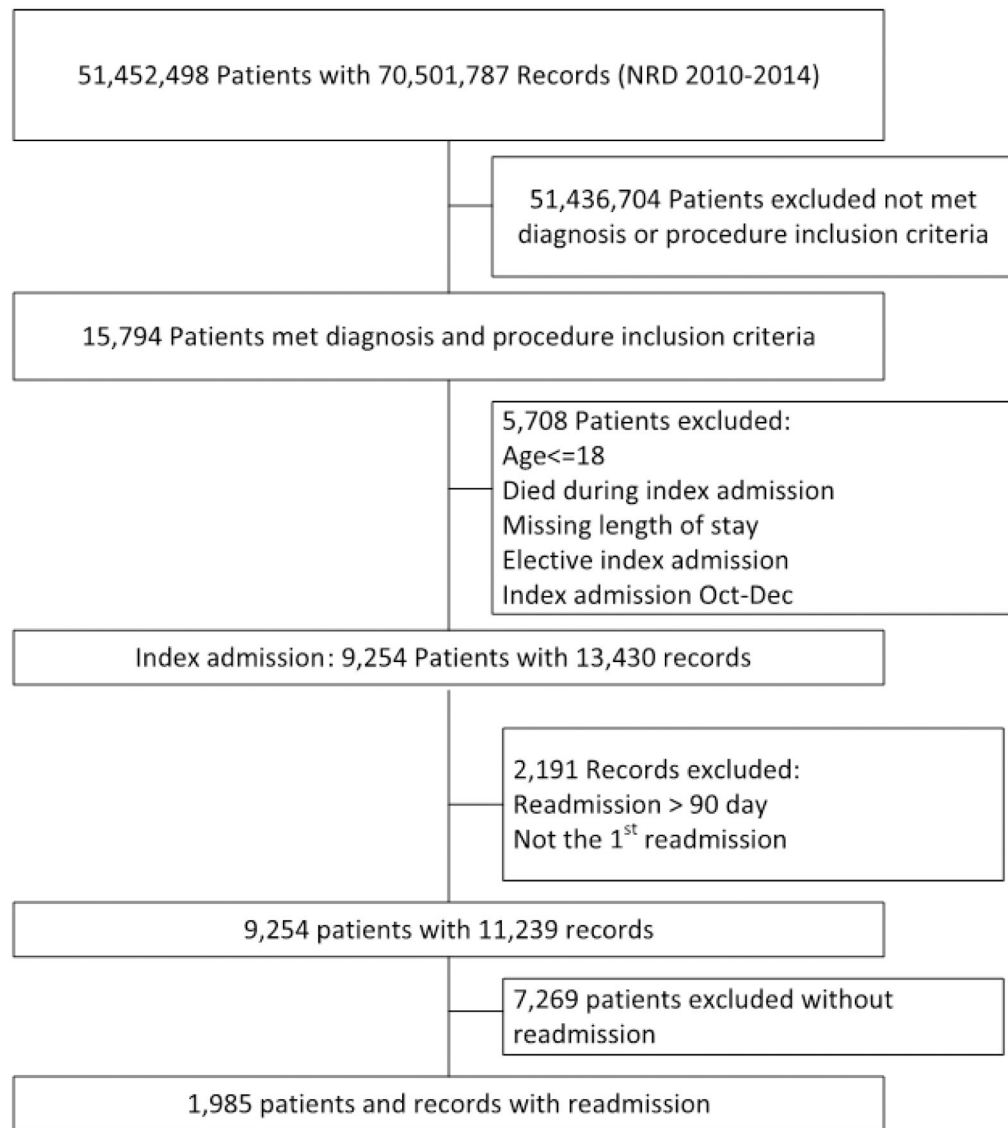 51,452,498 Patients with 70,501,787 Records (NRD 2010-2014)
51,436,704 Patients excluded not met
diagnosis or procedure inclusion criteria
15,794 Patients met diagnosis and procedure inclusion criteria
5,708 Patients excluded:
Age<=18
Died during index admission
Missing length of stay
Elective index admission
Index admission Oct-Dec
Index admission: 9,254 Patients with 13,430 records
2,191 Records excluded:
Readmission > 90 day
Not the 1st readmission
9,254 patients with 11,239 records
7,269 patients excluded without
readmission
1,985 patients and records with readmission